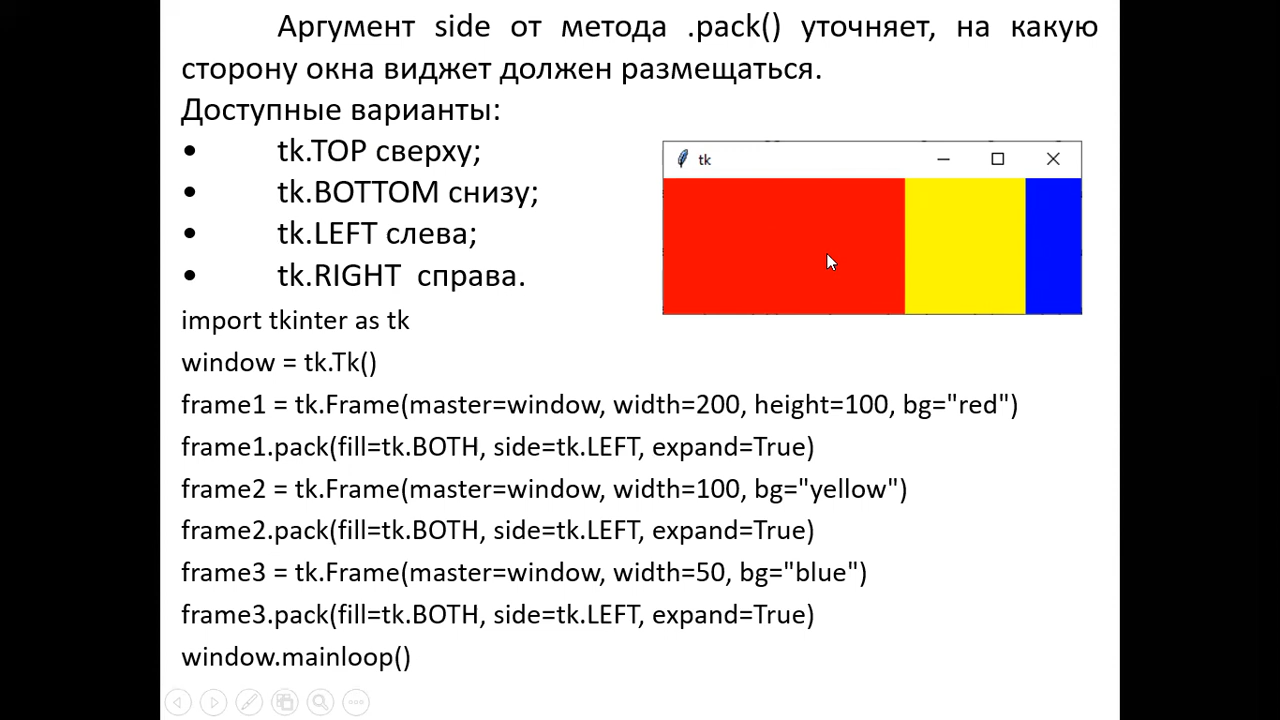 Аргумент side от метода .pack() уточняет, на какую
сторону окна виджет должен размещаться.
Доступные варианты:
• tk.TOP сверху;
• tk.BOTTOM снизу;
• tk.LEFT слева;
• tk.RIGHT справа.
tk
import tkinter as tk
window = tk.Tk()
frame1 = tk.Frame(master=window, width=200, height=100, bg="red")
frame1.pack(fill=tk.BOTH, side=tk.LEFT, expand=True)
frame2 = tk.Frame(master=window, width=100, bg="yellow")
frame2.pack(fill=tk.BOTH, side=tk.LEFT, expand=True)
frame3 = tk.Frame(master=window, width=50, bg="blue")
frame3.pack(fill=tk.BOTH, side=tk.LEFT, expand=True)
window.mainloop()